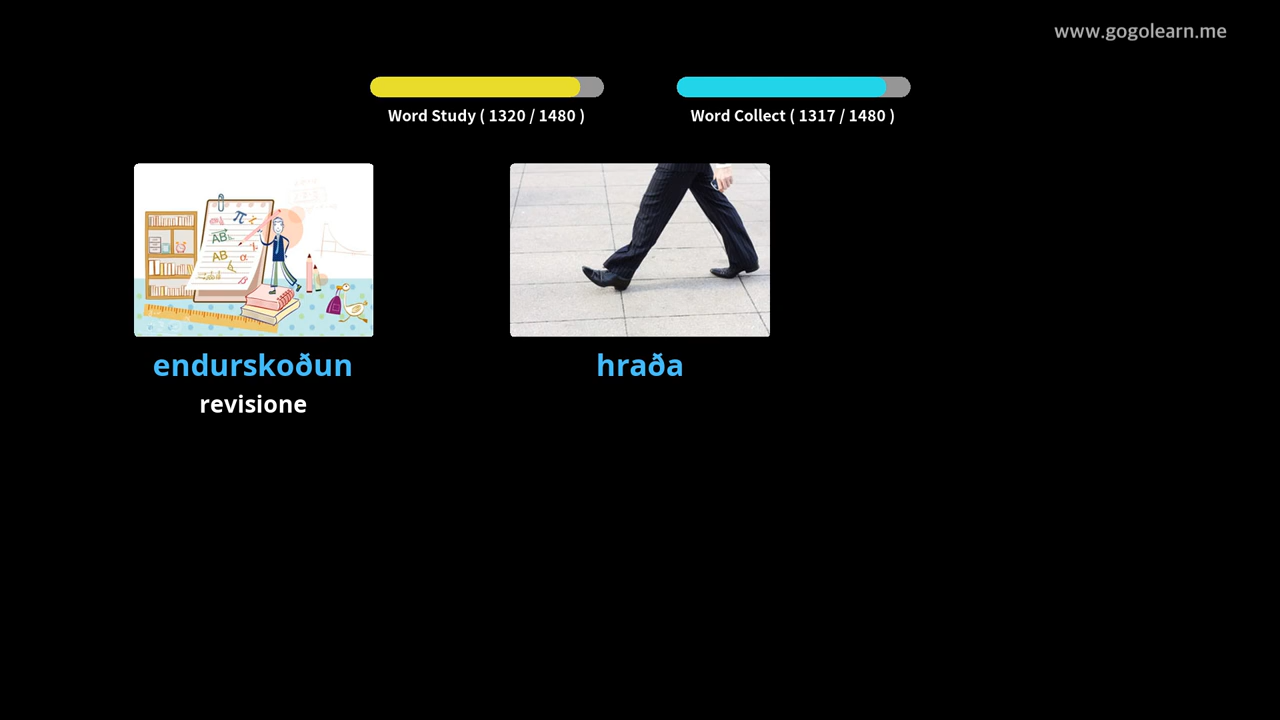 www.gogolearn.me
Word Study ( 1320 / 1480 )
Word Collect ( 1317 / 1480 )
endurskoðun
revisione
hraða